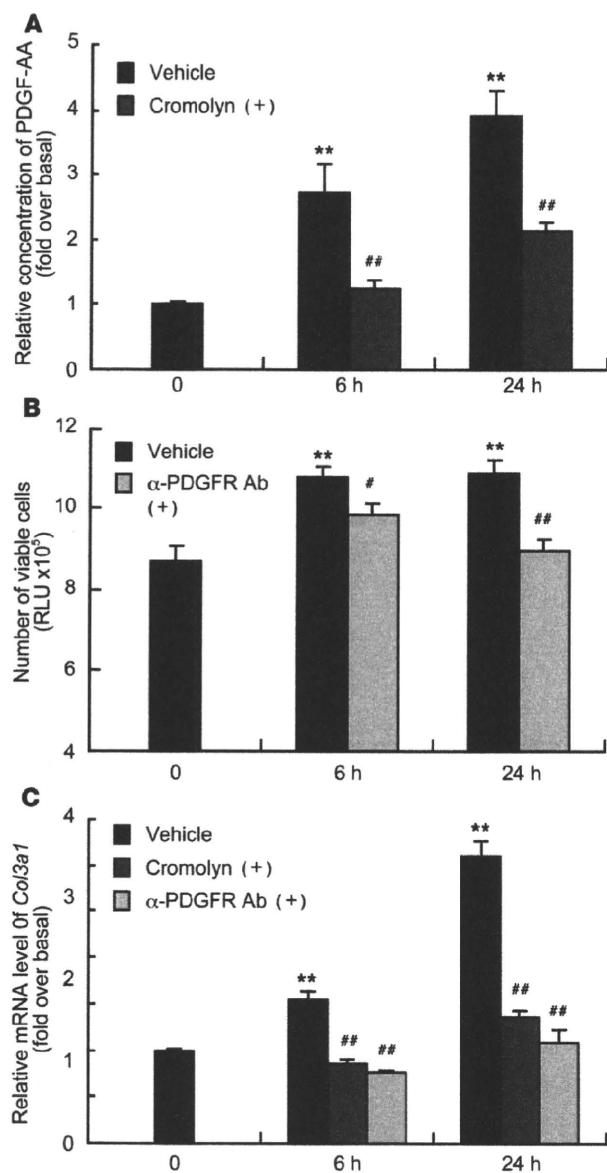 A
Relative concentration of PDGF-AA
(fold over basal)
5
4
3
2
1
0
Vehicle
Cromolyn (+)
**
##
**
##
0 6 h 24 h
B
Number of viable cells
(RLU x10⁵)
12
10
8
6
4
Vehicle
α-PDGFR Ab
(+)
**
#
**
##
0 6 h 24 h
C
Relative mRNA level 0f Col3a1
(fold over basal)
4
3
2
1
0
Vehicle
Cromolyn (+)
α-PDGFR Ab (+)
**
##
##
**
##
##
0 6 h 24 h